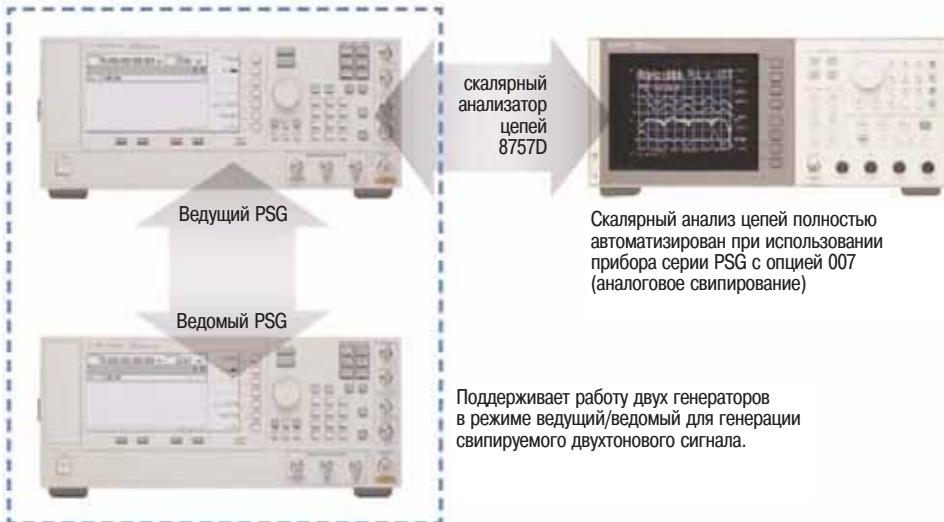 скалярный
анализатор
цепей
8757D
Ведущий PSG
Скалярный анализ цепей полностью
автоматизирован при использовании
прибора серии PSG с опцией 007
(аналоговое свипирование)
Ведомый PSG
Поддерживает работу двух генераторов
в режиме ведущий/ведомый для генерации
свипируемого двухтонового сигнала.